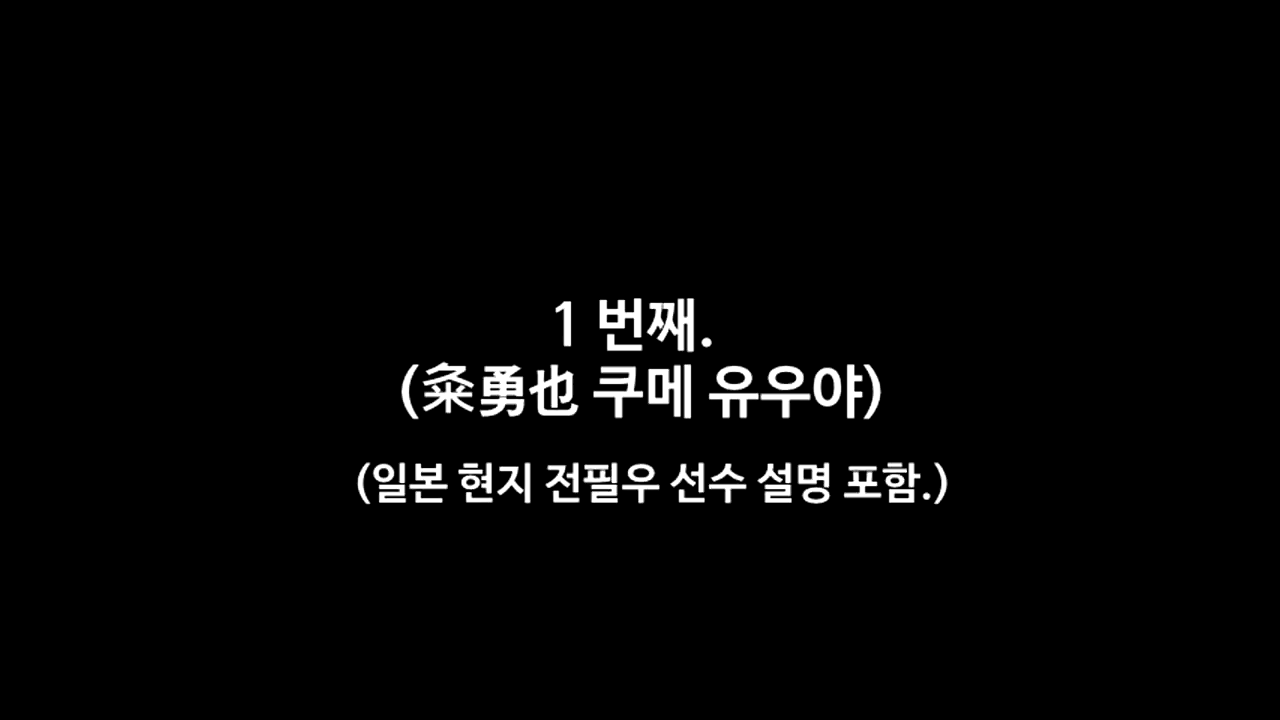 1 번째.
(粂勇也 쿠메 유우야)
(일본 현지 전필우 선수 설명 포함.)